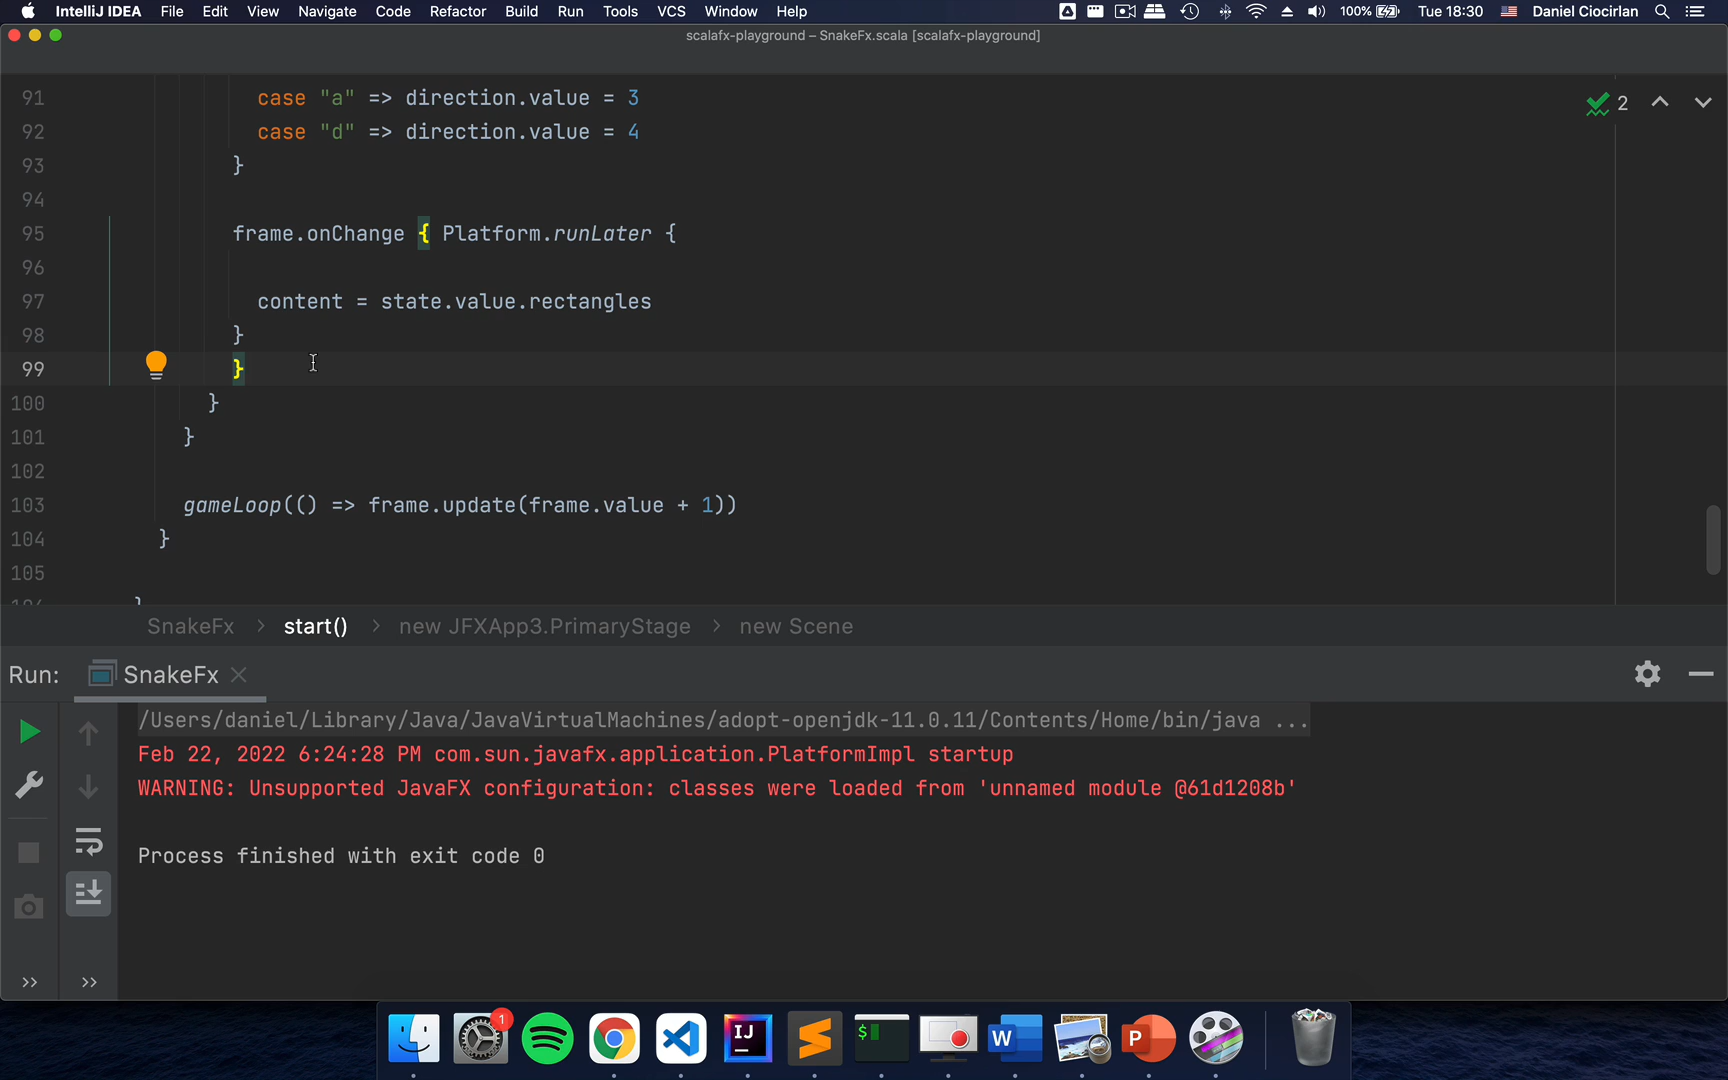 IntelliJ IDEA File Edit View Navigate Code Refactor Build Run Tools VCS Window Help 100% Tue 18:30 Daniel Ciocirlan
scalafx-playground – SnakeFx.scala [scalafx-playground]
91 case "a" => direction.value = 3
2
92 case "d" => direction.value = 4
93 }
94
95 frame.onChange { Platform.runLater {
96
97 content = state.value.rectangles
98 }
99 }
100 }
101 }
102
103 gameLoop(() => frame.update(frame.value + 1))
104 }
105
SnakeFx > start() > new JFXApp3.PrimaryStage > new Scene
Run: SnakeFx
/Users/daniel/Library/Java/JavaVirtualMachines/adopt-openjdk-11.0.11/Contents/Home/bin/java ...
Feb 22, 2022 6:24:28 PM com.sun.javafx.application.PlatformImpl startup
WARNING: Unsupported JavaFX configuration: classes were loaded from 'unnamed module @61d1208b'
Process finished with exit code 0
1
IJ
$
W
P